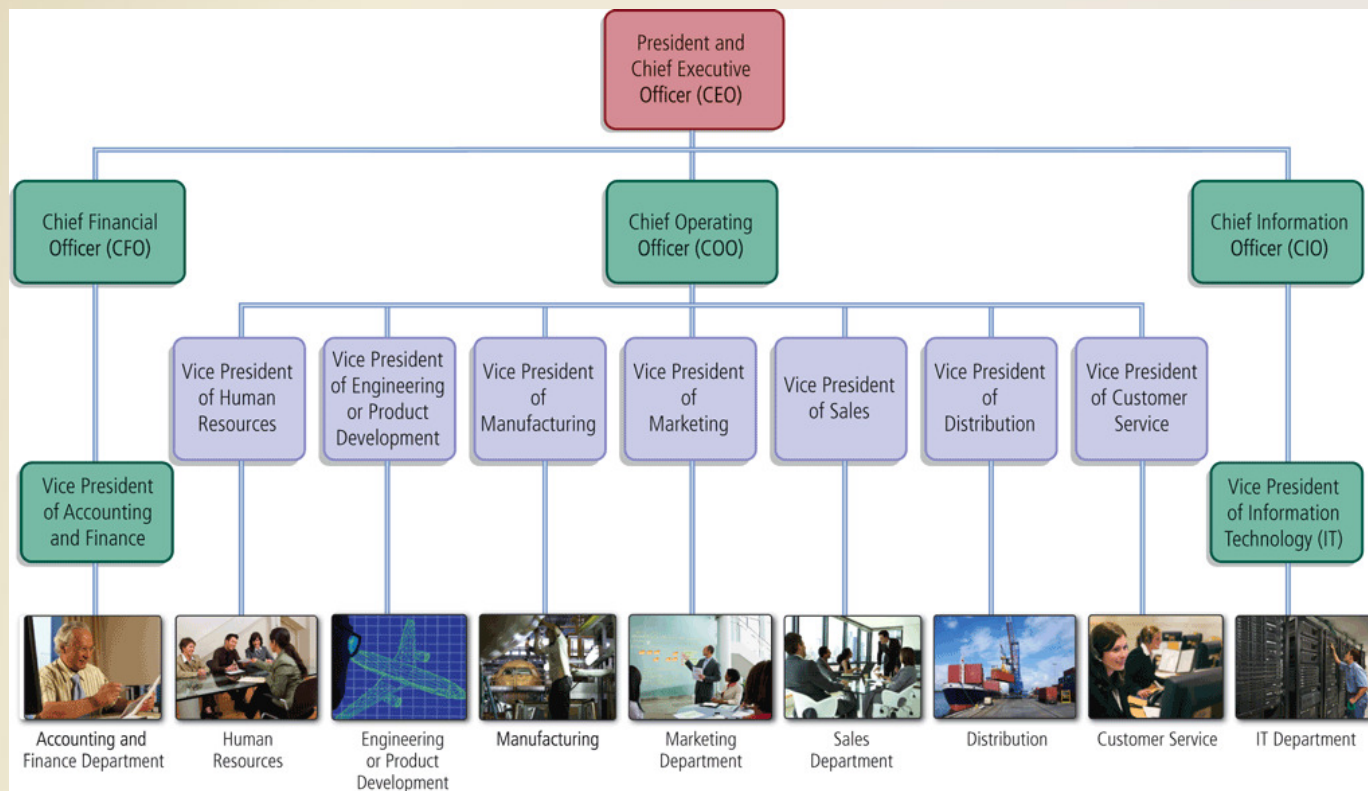 President and
Chief Executive
Officer (CEO)
Chief Financial
Officer (CFO)
Chief Operating
Officer (COO)
Chief Information
Officer (CIO)
Vice President
of Human
Resources
Vice President
of Engineering
or Product
Development
Vice President
of
Manufacturing
Vice President
of
Marketing
Vice President
of Sales
Vice President
of
Distribution
Vice President
of Customer
Service
Vice President
of Accounting
and Finance
Vice President
of Information
Technology (IT)
Accounting and
Finance Department
Human
Resources
Engineering
or Product
Development
Manufacturing
Marketing
Department
Sales
Department
Distribution
Customer Service
IT Department